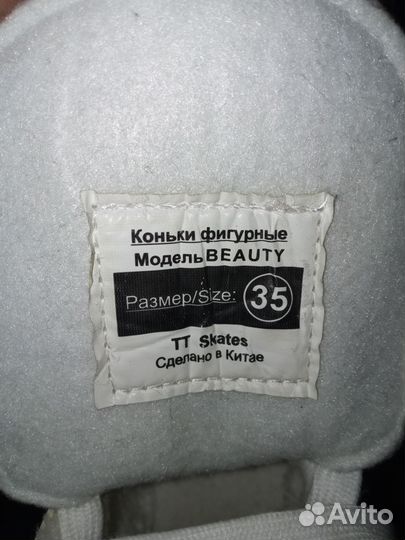 Коньки фигурные
Модель BEAUTY
Размер/Size: 35
TT Skates
Сделано в Китае
Avito